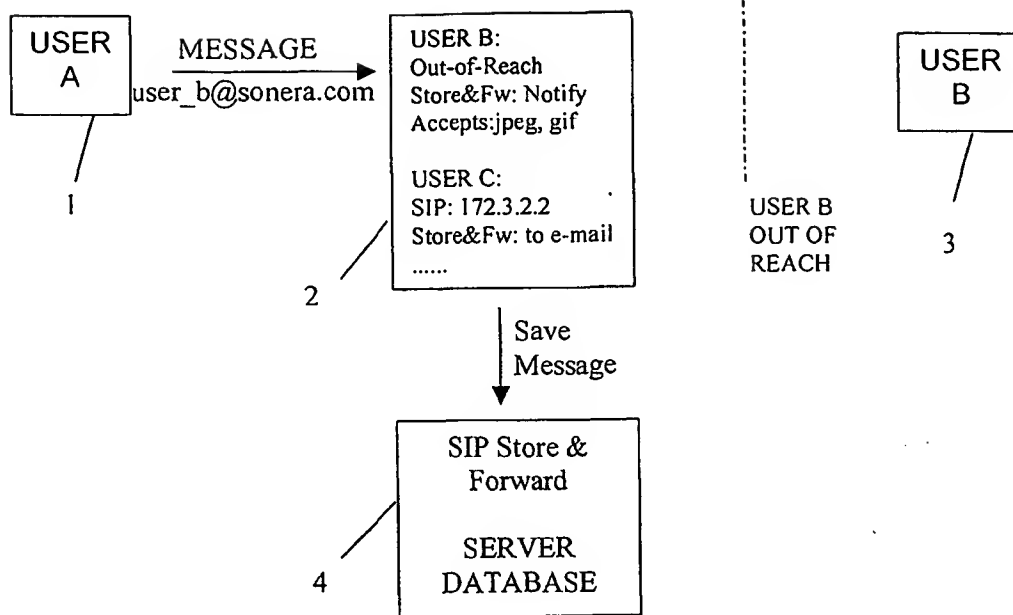 USER
A
MESSAGE
user_b@sonera.com
1
USER B:
Out-of-Reach
Store&Fw: Notify
Accepts:jpeg, gif
USER C:
SIP: 172.3.2.2
Store&Fw: to e-mail
......
2
USER B
OUT OF
REACH
USER
B
3
Save
Message
SIP Store &
Forward
SERVER
DATABASE
4